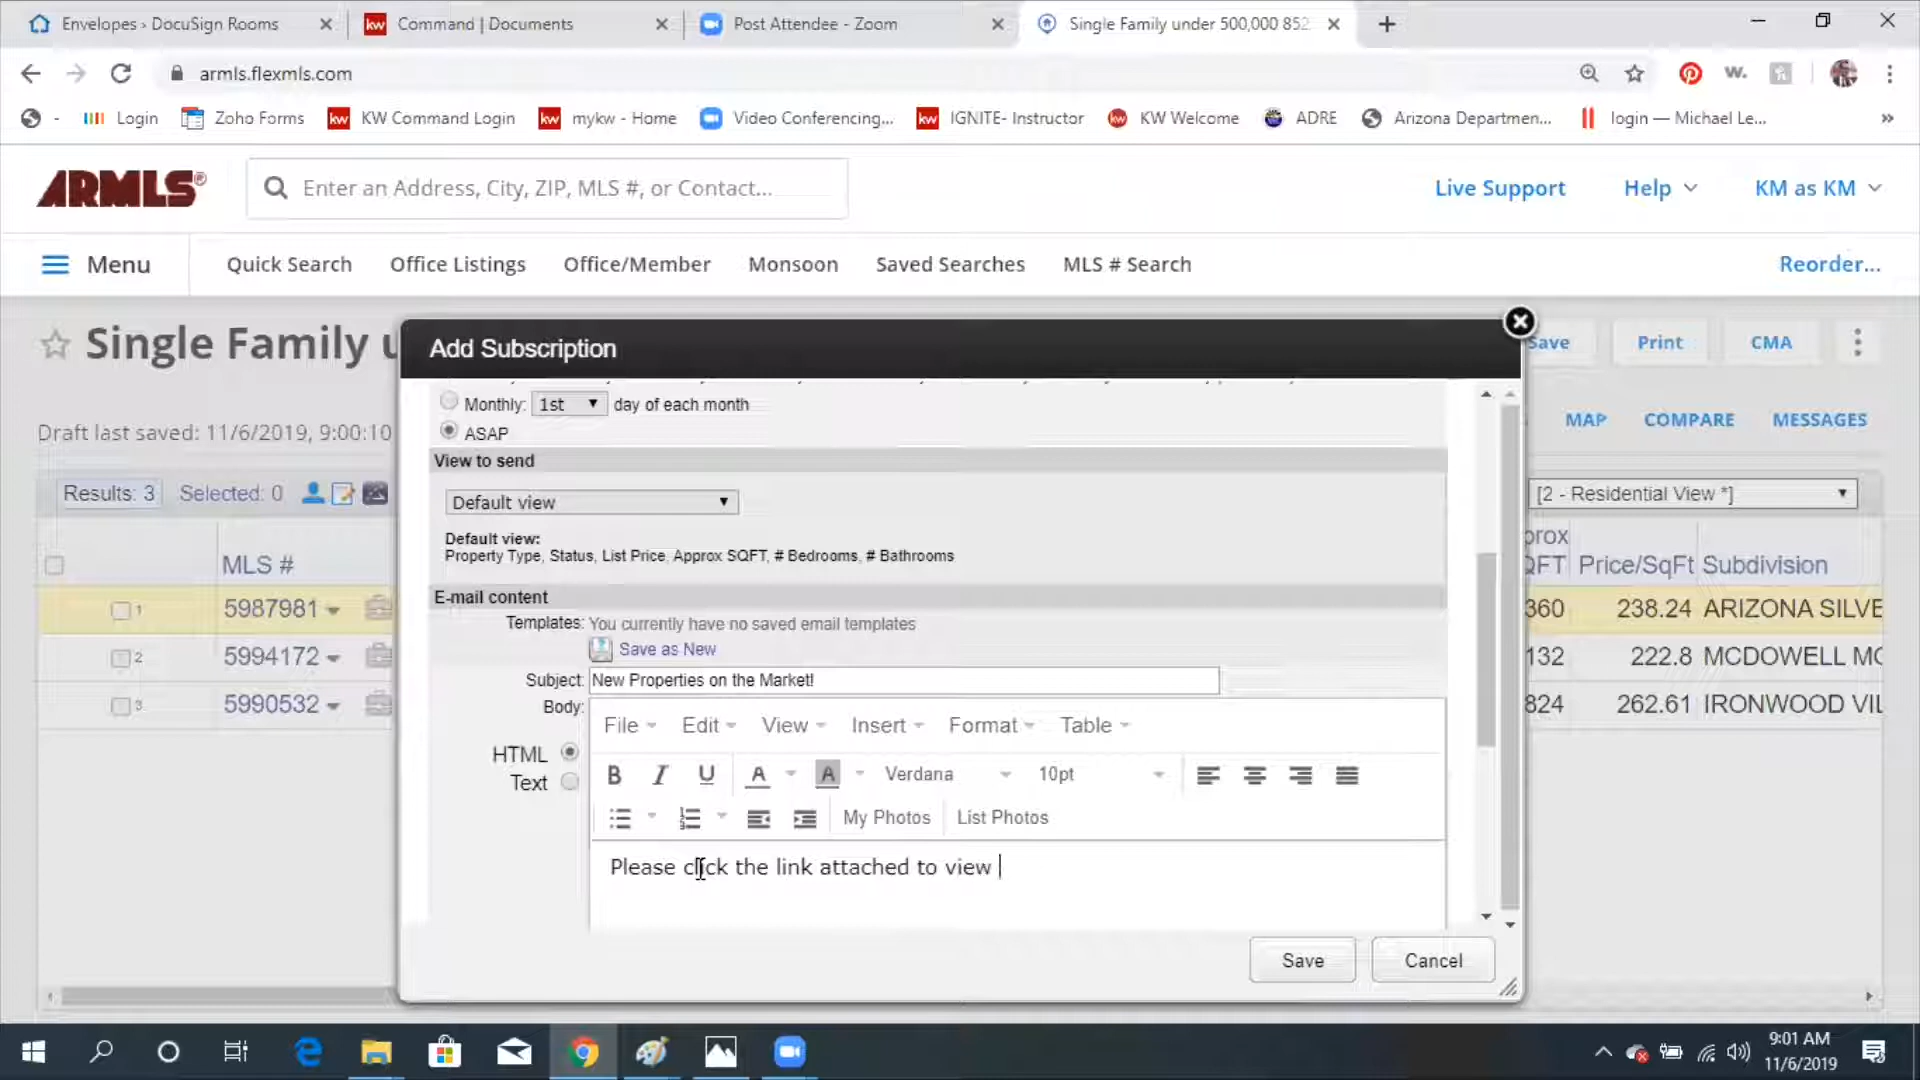 Envelopes › DocuSign Rooms
kw Command | Documents
Post Attendee - Zoom
Single Family under 500,000 852
armls.flexmls.com
w.
-
Login
Zoho Forms
kw KW Command Login
kw mykw - Home
Video Conferencing...
kw IGNITE- Instructor
kw KW Welcome
ADRE
Arizona Departmen...
login — Michael Le...
»
ARMLS®
Enter an Address, City, ZIP, MLS #, or Contact...
Live Support
Help
KM as KM
Menu
Quick Search
Office Listings
Office/Member
Monsoon
Saved Searches
MLS # Search
Reorder...
Single Family
Save
Print
CMA
Draft last saved: 11/6/2019, 9:00:10
MAP
COMPARE
MESSAGES
Results: 3
Selected: 0
[2 - Residential View *]
MLS #
Price/SqFt
Subdivision
1
5987981
360
238.24
ARIZONA SILVE
2
5994172
132
222.8
MCDOWELL MC
3
5990532
824
262.61
IRONWOOD VIL
Add Subscription
Monthly: 1st day of each month
ASAP
View to send
Default view
Default view:
Property Type, Status, List Price, Approx SQFT, # Bedrooms, # Bathrooms
E-mail content
Templates: You currently have no saved email templates
Save as New
Subject: New Properties on the Market!
Body:
File Edit View Insert Format Table
HTML
Text
B I U A A Verdana 10pt
My Photos List Photos
Please click the link attached to view
Save
Cancel
9:01 AM
11/6/2019